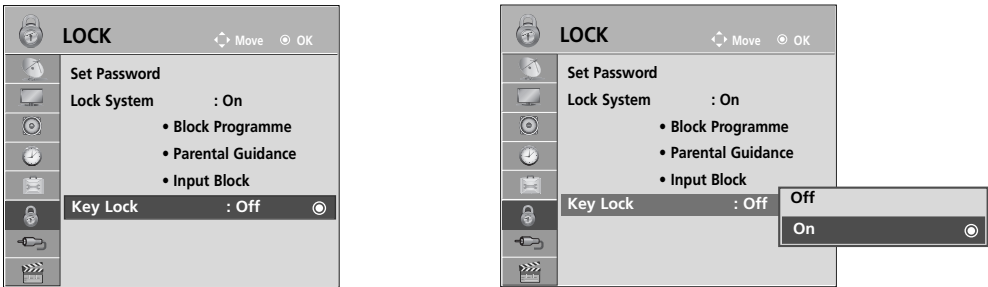 LOCK Move OK
Set Password
Lock System : On
• Block Programme
• Parental Guidance
• Input Block
Key Lock : Off
LOCK Move OK
Set Password
Lock System : On
• Block Programme
• Parental Guidance
• Input Block
Key Lock : Off
Off
On